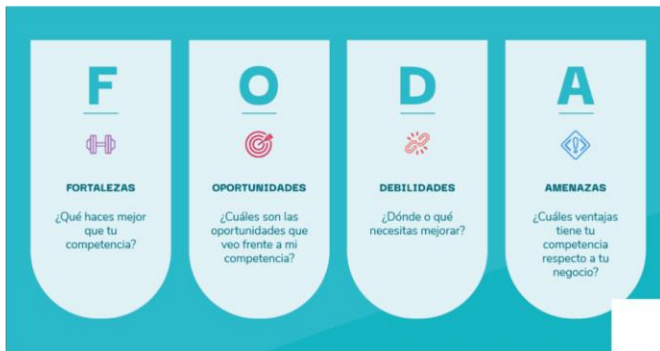 F
FORTALEZAS
¿Qué haces mejor
que tu
competencia?
O
OPORTUNIDADES
¿Cuáles son las
oportunidades que
veo frente a mi
competencia?
D
DEBILIDADES
¿Dónde o qué
necesitas mejorar?
A
AMENAZAS
¿Cuáles ventajas
tiene tu
competencia
respecto a tu
negocio?